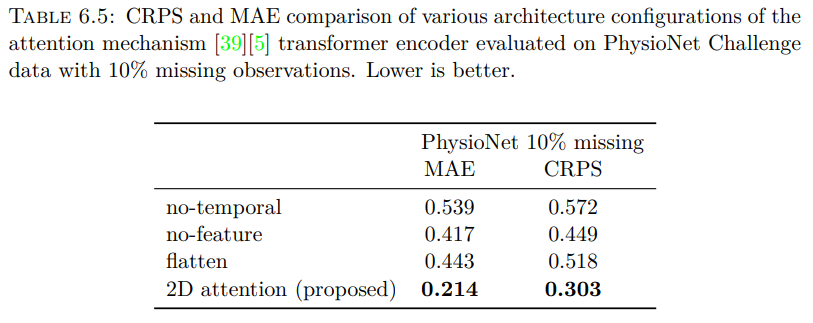 TABLE 6.5: CRPS and MAE comparison of various architecture configurations of the
attention mechanism [39][5] transformer encoder evaluated on PhysioNet Challenge
data with 10% missing observations. Lower is better.
PhysioNet 10% missing
MAE CRPS
no-temporal 0.539 0.572
no-feature 0.417 0.449
flatten 0.443 0.518
2D attention (proposed) 0.214 0.303